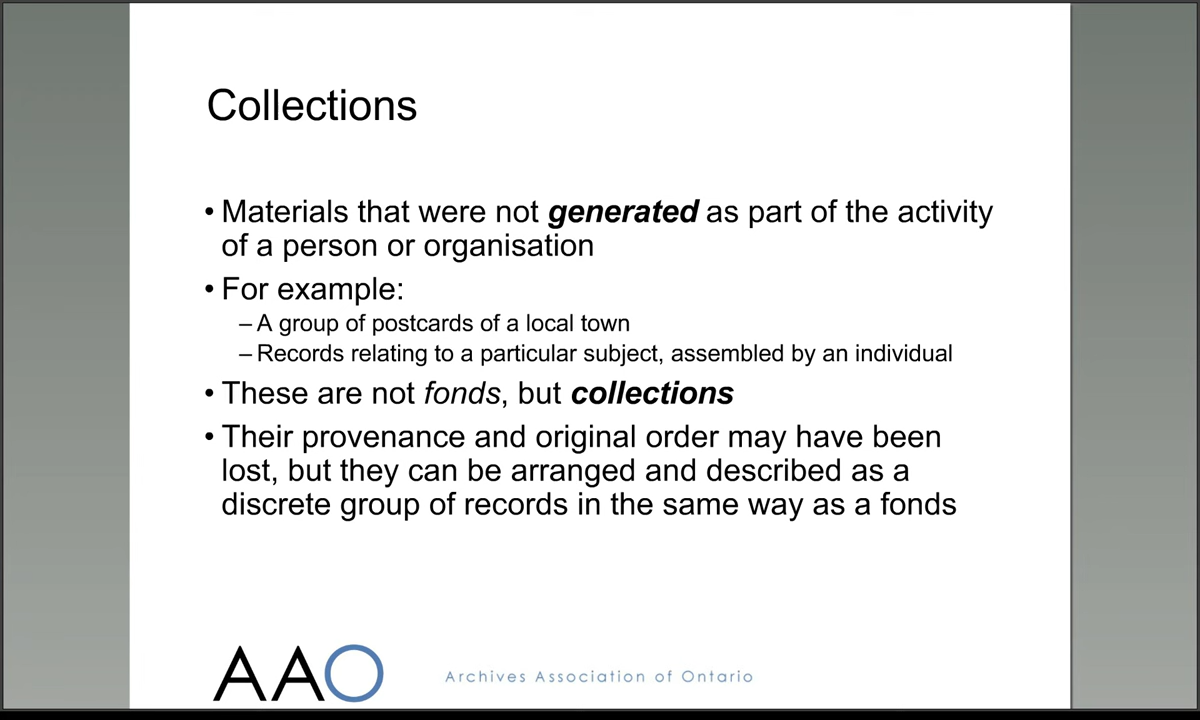 Collections
• Materials that were not generated as part of the activity
of a person or organisation
• For example:
– A group of postcards of a local town
– Records relating to a particular subject, assembled by an individual
• These are not fonds, but collections
• Their provenance and original order may have been
lost, but they can be arranged and described as a
discrete group of records in the same way as a fonds
AAO
Archives Association of Ontario